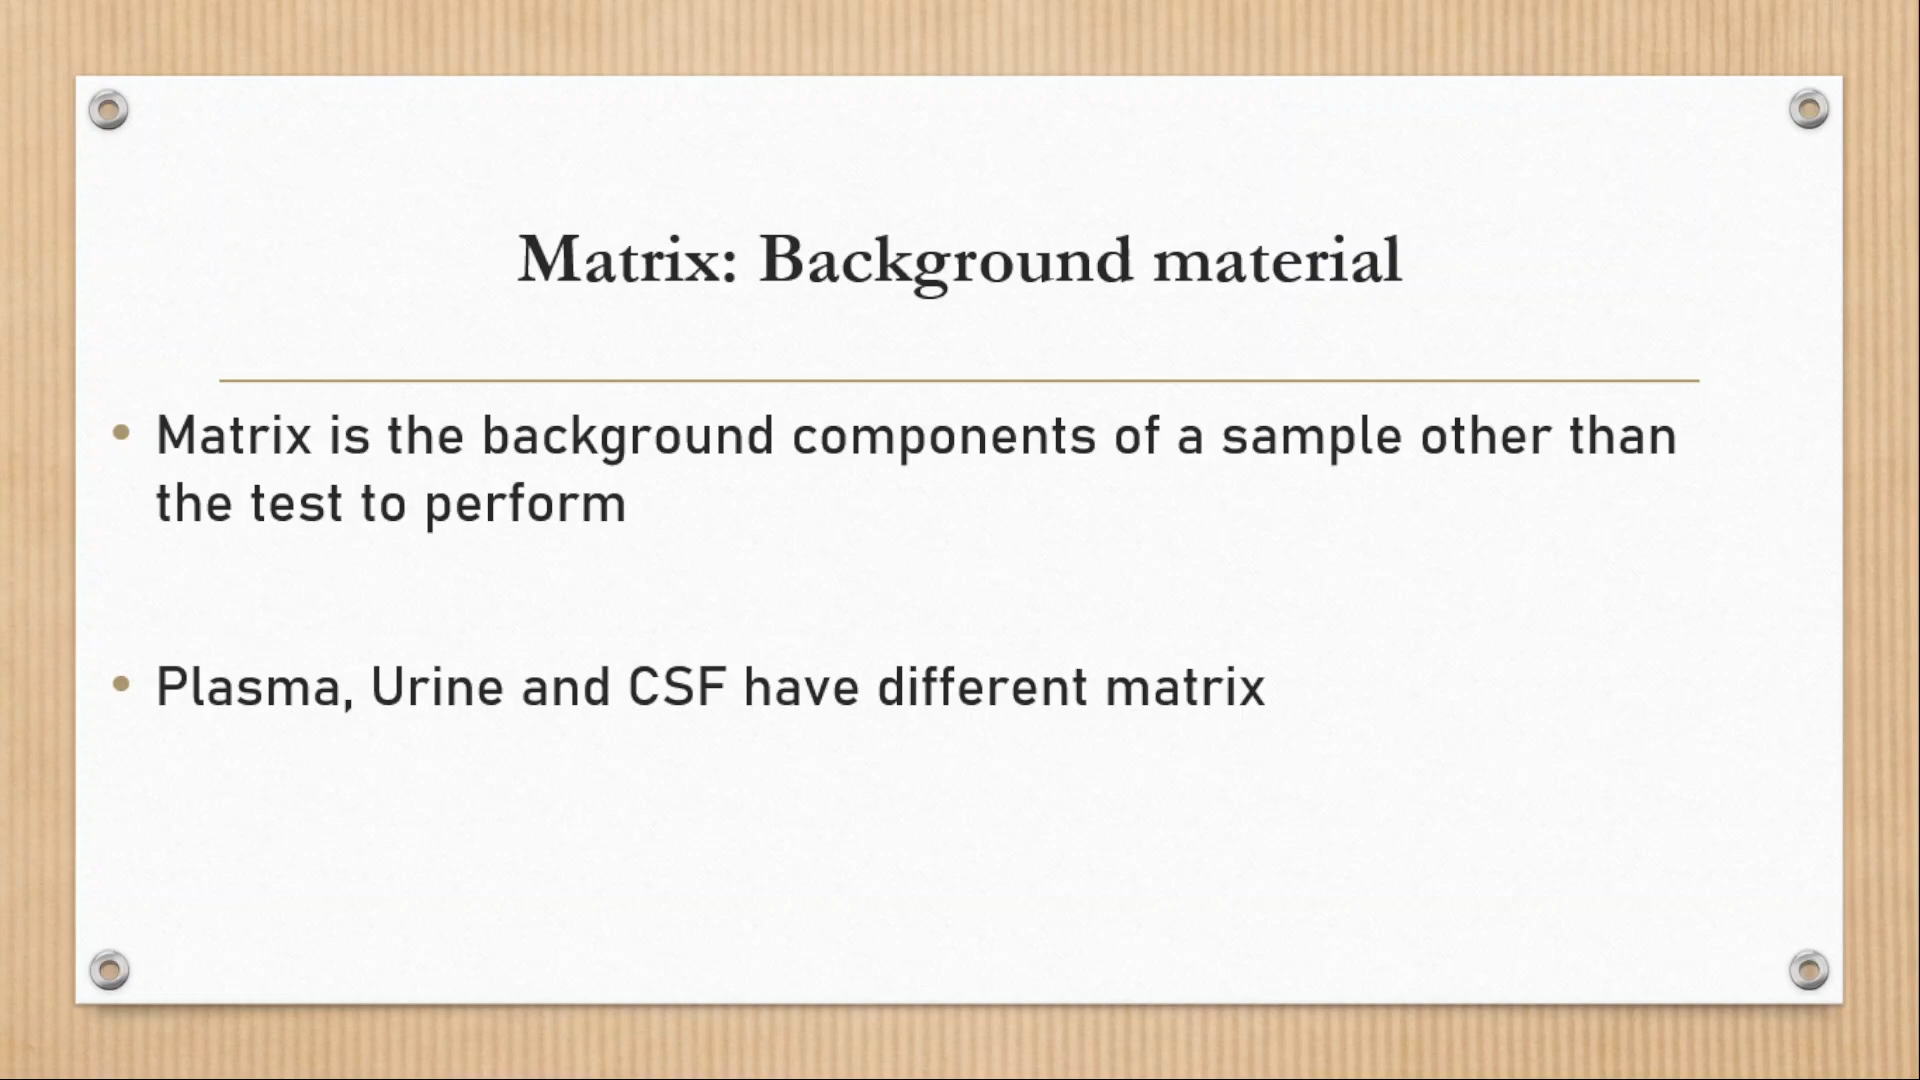 Matrix: Background material
• Matrix is the background components of a sample other than
the test to perform
• Plasma, Urine and CSF have different matrix